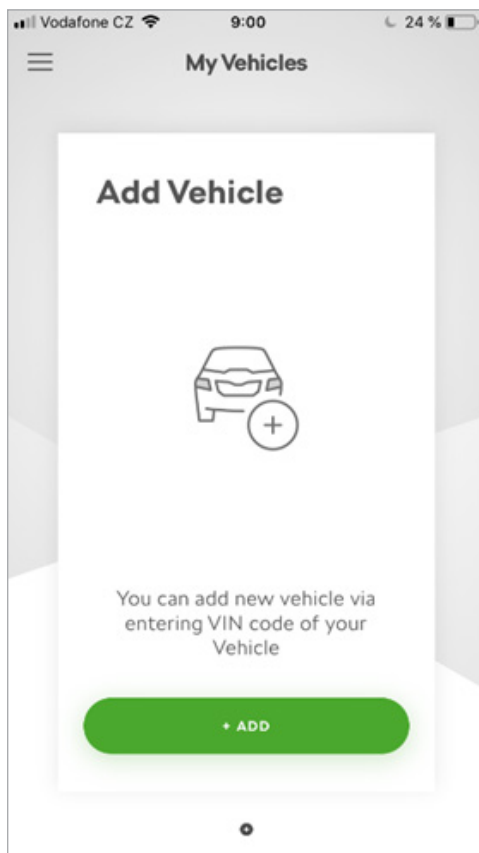 Vodafone CZ 9:00 24 %
My Vehicles
Add Vehicle
You can add new vehicle via
entering VIN code of your
Vehicle
+ ADD